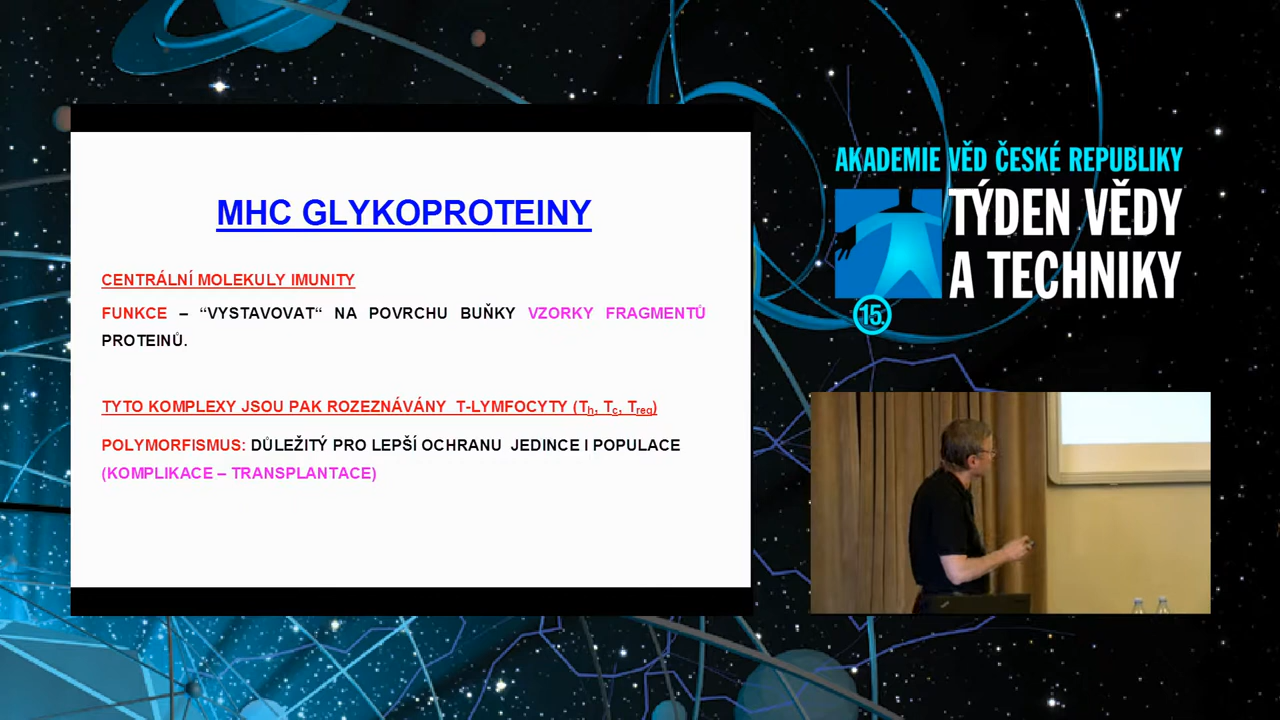 MHC GLYKOPROTEINY
CENTRÁLNÍ MOLEKULY IMUNITY
FUNKCE – “VYSTAVOVAT“ NA POVRCHU BUŇKY VZORKY FRAGMENTŮ
PROTEINŮ.
TYTO KOMPLEXY JSOU PAK ROZEZNÁVÁNY T-LYMFOCYTY (Th, Tc, Treg)
POLYMORFISMUS: DŮLEŽITÝ PRO LEPŠÍ OCHRANU JEDINCE I POPULACE
(KOMPLIKACE – TRANSPLANTACE)
AKADEMIE VĚD ČESKÉ REPUBLIKY
TÝDEN VĚDY
A TECHNIKY
15.